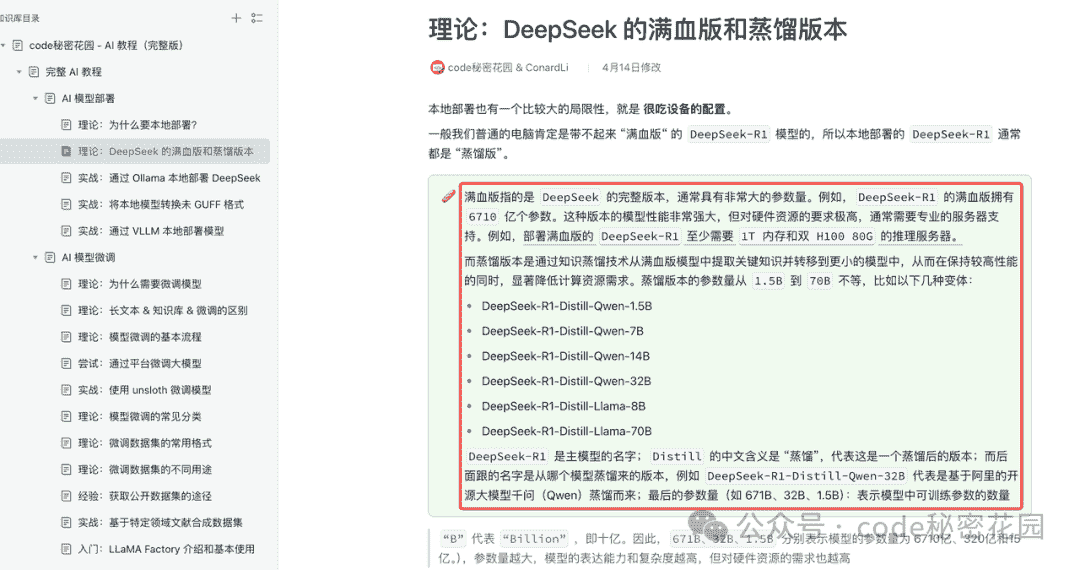 知识库目录
code秘密花园 - AI 教程（完整版）
完整 AI 教程
AI 模型部署
理论：为什么要本地部署？
理论：DeepSeek 的满血版和蒸馏版本
实战：通过 Ollama 本地部署 DeepSeek
实战：将本地模型转换未 GUFF 格式
实战：通过 VLLM 本地部署模型
AI 模型微调
理论：为什么需要微调模型
理论：长文本 & 知识库 & 微调的区别
理论：模型微调的基本流程
尝试：通过平台微调大模型
实战：使用 unsloth 微调模型
理论：模型微调的常见分类
理论：微调数据集的常用格式
理论：微调数据集的不同用途
经验：获取公开数据集的途径
实战：基于特定领域文献合成数据集
入门：LLaMA Factory 介绍和基本使用
理论：DeepSeek 的满血版和蒸馏版本
code秘密花园 & ConardLi 4月14日修改
本地部署也有一个比较大的局限性，就是 很吃设备的配置。
一般我们普通的电脑肯定是带不起来 “满血版“ 的 DeepSeek-R1 模型的，所以本地部署的 DeepSeek-R1 通常
都是 “蒸馏版”。
满血版指的是 DeepSeek 的完整版本，通常具有非常大的参数量。例如， DeepSeek-R1 的满血版拥有
6710 亿个参数。这种版本的模型性能非常强大，但对硬件资源的要求极高，通常需要专业的服务器支
持。例如，部署满血版的 DeepSeek-R1 至少需要 1T 内存和双 H100 80G 的推理服务器。
而蒸馏版本是通过知识蒸馏技术从满血版模型中提取关键知识并转移到更小的模型中，从而在保持较高性能
的同时，显著降低计算资源需求。蒸馏版本的参数量从 1.5B 到 70B 不等，比如以下几种变体：
• DeepSeek-R1-Distill-Qwen-1.5B
• DeepSeek-R1-Distill-Qwen-7B
• DeepSeek-R1-Distill-Qwen-14B
• DeepSeek-R1-Distill-Qwen-32B
• DeepSeek-R1-Distill-Llama-8B
• DeepSeek-R1-Distill-Llama-70B
DeepSeek-R1 是主模型的名字； Distill 的中文含义是 “蒸馏”，代表这是一个蒸馏后的版本；而后
面跟的名字是从哪个模型蒸馏来的版本，例如 DeepSeek-R1-Distill-Qwen-32B 代表是基于阿里的开
源大模型千问（Qwen）蒸馏而来；最后的参数量（如 671B、32B、1.5B）：表示模型中可训练参数的数量
“B” 代表 “Billion” ，即十亿。因此， 671B、32B、1.5B 分别表示模型的参数量为 6710亿、320亿和15
亿。），参数量越大，模型的表达能力和复杂度越高，但对硬件资源的需求也越高
公众号 · code秘密花园